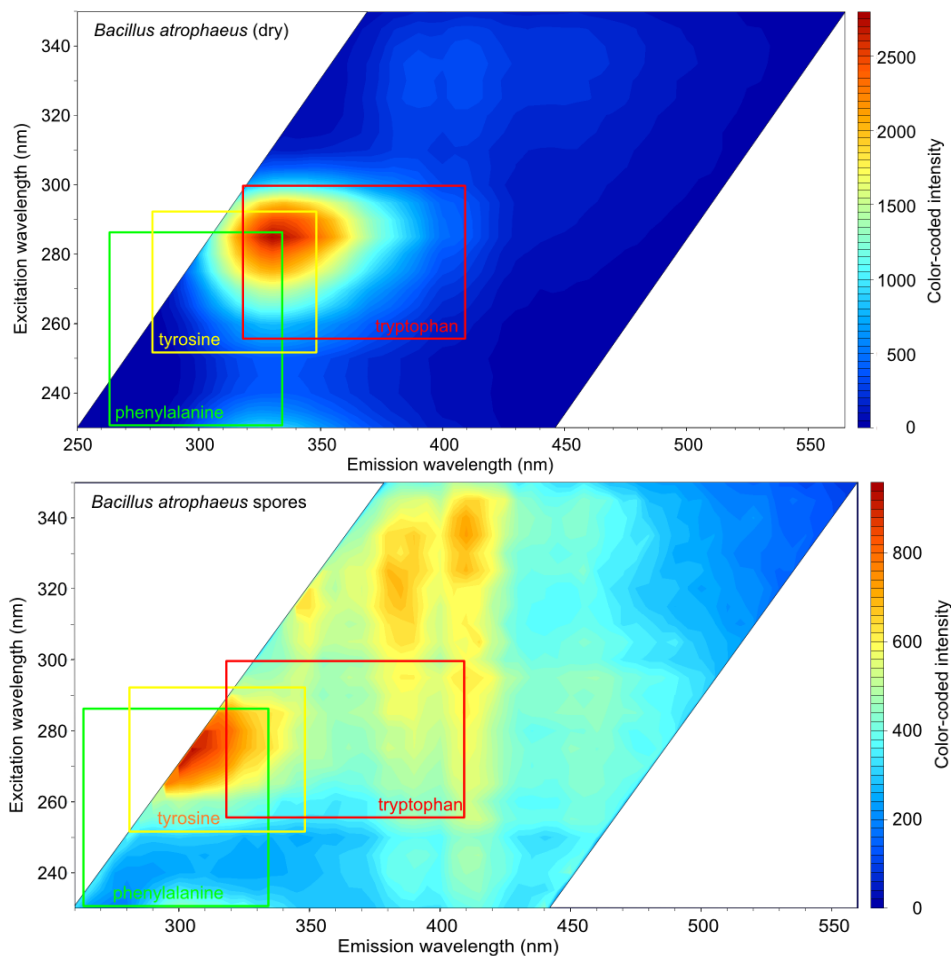 Bacillus atrophaeus (dry)
340
320
300
280
260
240
Excitation wavelength (nm)
tyrosine
tryptophan
phenylalanine
250
300
350
400
450
500
550
Emission wavelength (nm)
2500
2000
1500
1000
500
0
Color-coded intensity
Bacillus atrophaeus spores
340
320
300
280
260
240
Excitation wavelength (nm)
tryptophan
tyrosine
phenylalanine
300
350
400
450
500
550
Emission wavelength (nm)
800
600
400
200
0
Color-coded intensity